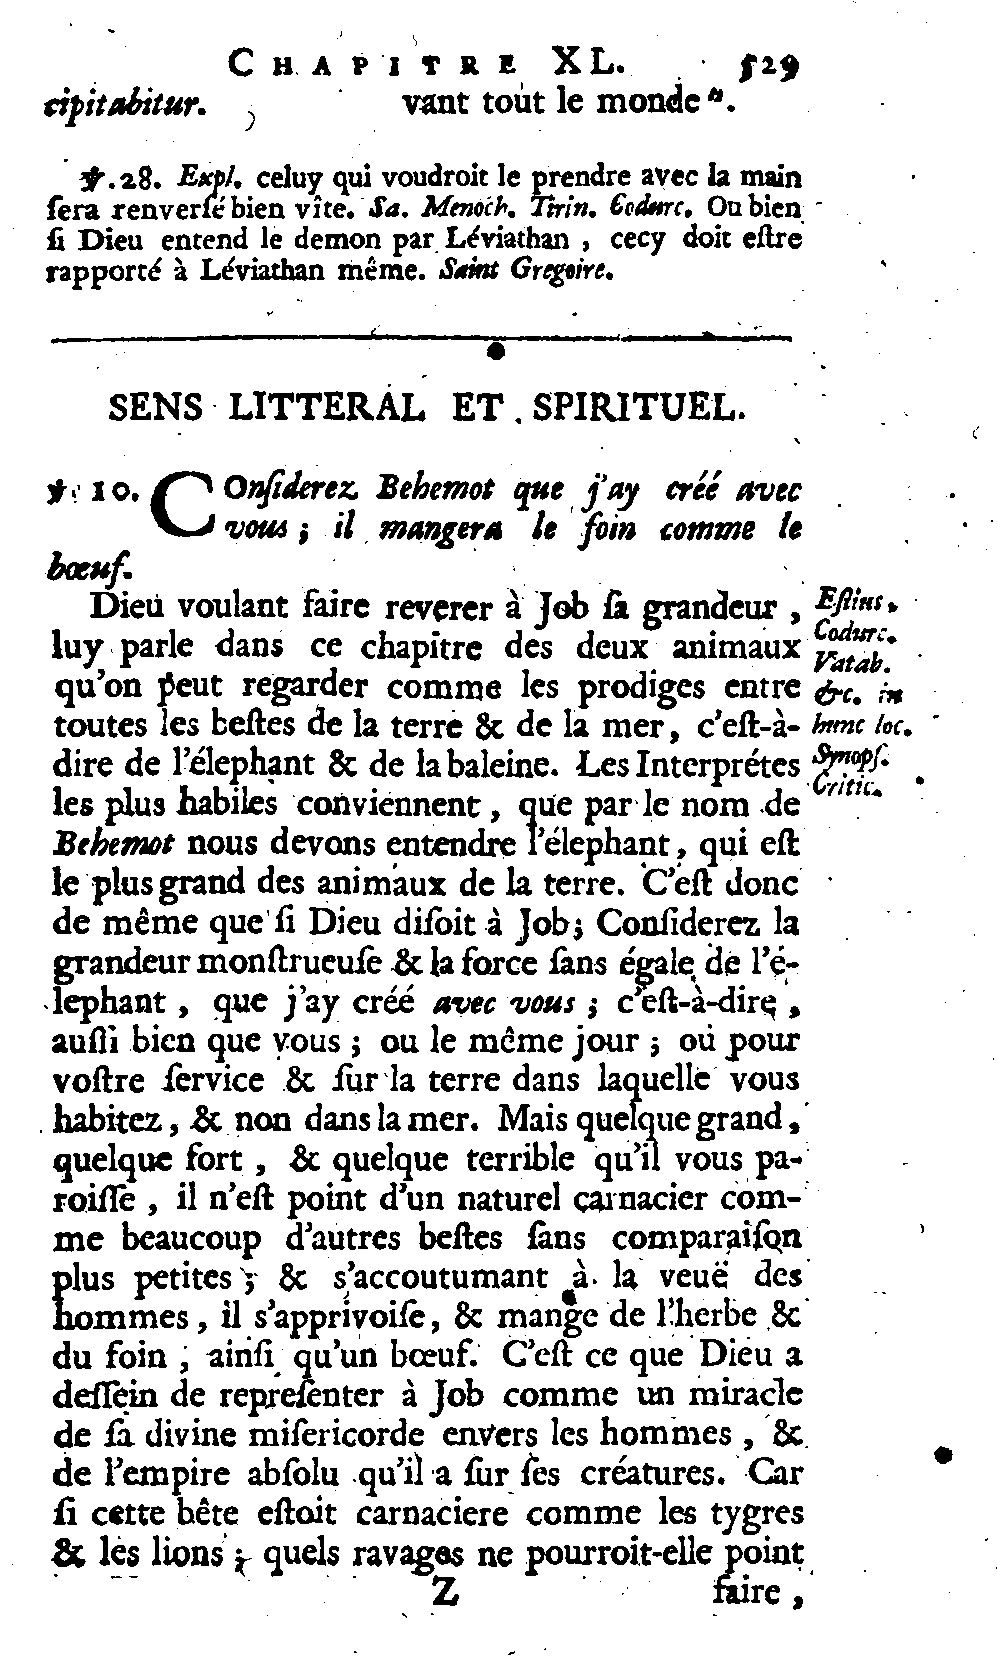 CHAPITRE XL. 529
cipitabitur.
vant tout le monde ".
℣.28. Expl. celuy qui voudroit le prendre avec la main
ſera renverſé bien vîte. Sa. Menoch. Tirin. Codurc. Ou bien
ſi Dieu entend le demon par Léviathan, cecy doit eſtre
rapporté à Léviathan même. Saint Gregoire.
SENS LITTERAL ET SPIRITUEL.
℣. 10. COnſiderez Behemot que j'ay créé avec
vous; il mangera le foin comme le
bœuf.
Dieu voulant faire reverer à Job ſa grandeur,
luy parle dans ce chapitre des deux animaux
qu'on peut regarder comme les prodiges entre
toutes les beſtes de la terre & de la mer, c'eſt-à-
dire de l'élephant & de la baleine. Les Interprétes
les plus habiles conviennent, que par le nom de
Behemot nous devons entendre l'élephant, qui eſt
le plus grand des animaux de la terre. C'eſt donc
de même que ſi Dieu diſoit à Job; Conſiderez la
grandeur monſtrueuſe & la force ſans égale de l'é-
lephant, que j'ay créé avec vous; c'eſt-à-dire,
auſſi bien que vous; ou le même jour; ou pour
voſtre ſervice & ſur la terre dans laquelle vous
habitez, & non dans la mer. Mais quelque grand,
quelque fort, & quelque terrible qu'il vous pa-
roiſſe, il n'eſt point d'un naturel carnacier com-
me beaucoup d'autres beſtes ſans comparaiſon
plus petites; & s'accoutumant à la veuë des
hommes, il s'apprivoiſe, & mange de l'herbe &
du foin, ainſi qu'un bœuf. C'eſt ce que Dieu a
deſſein de repreſenter à Job comme un miracle
de ſa divine miſericorde envers les hommes, &
de l'empire abſolu qu'il a ſur ſes créatures. Car
ſi cette bête eſtoit carnaciere comme les tygres
& les lions; quels ravages ne pourroit-elle point
Z faire,
Eſtius.
Codurc.
Vatab.
&c. in
hunc loc.
Synopſ.
Critic.